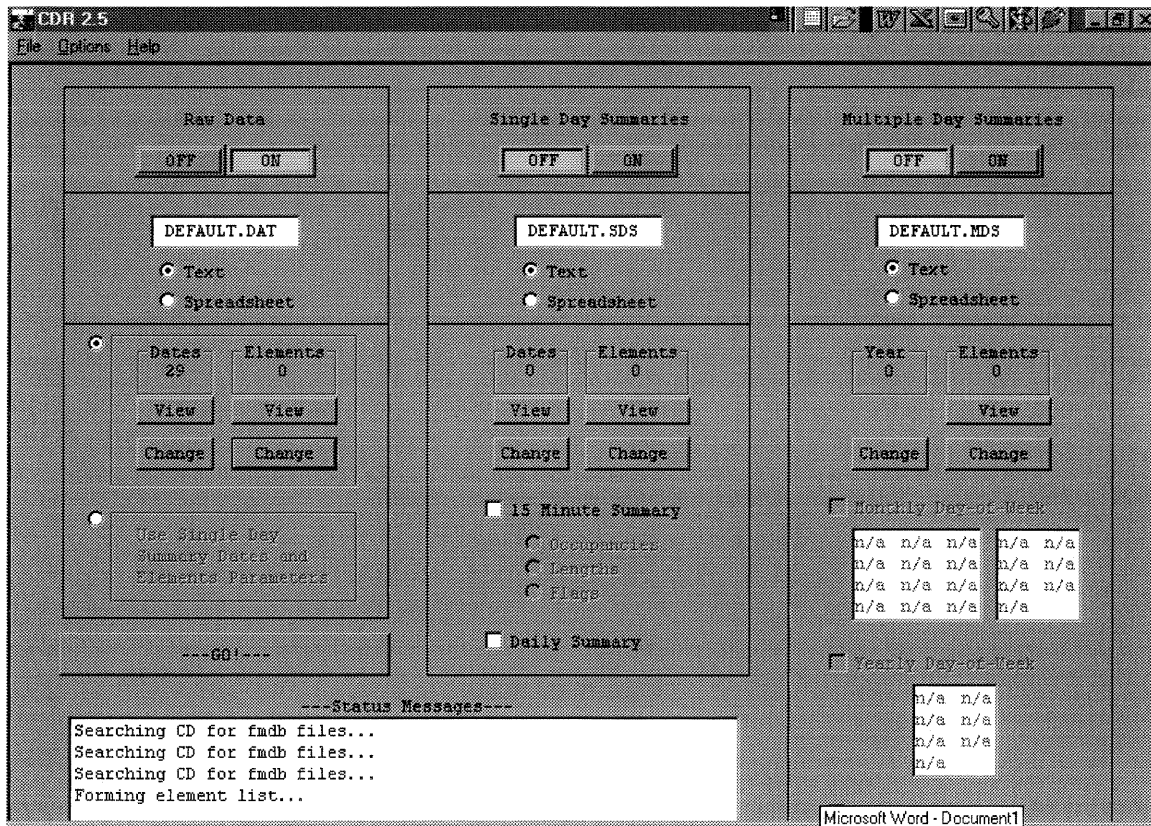 CDR 2.5
File Options Help
Raw Data
OFF ON
DEFAULT.DAT
Text
Spreadsheet
Dates Elements
29 0
View View
Change Change
Use Single Day
Summary Dates and
Elements Parameters
---GO!---
Single Day Summaries
OFF ON
DEFAULT.SDS
Text
Spreadsheet
Dates Elements
0 0
View View
Change Change
15 Minute Summary
Occupancies
Lengths
Flags
Daily Summary
Multiple Day Summaries
OFF ON
DEFAULT.MDS
Text
Spreadsheet
Year Elements
0 0
View
Change Change
Monthly Day-of-Week
n/a n/a n/a n/a n/a
n/a n/a n/a n/a n/a
n/a n/a n/a n/a n/a
n/a n/a n/a n/a
Yearly Day-of-Week
n/a n/a
n/a n/a
n/a n/a
n/a
---Status Messages---
Searching CD for fmdb files...
Searching CD for fmdb files...
Searching CD for fmdb files...
Forming element list...
Microsoft Word - Document1